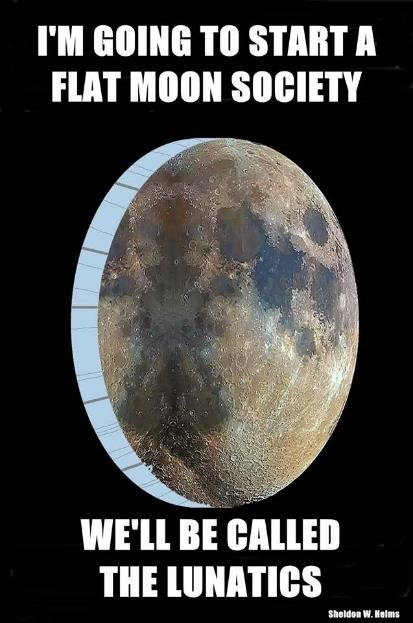 I'M GOING TO START A
FLAT MOON SOCIETY
WE'LL BE CALLED
THE LUNATICS
Sheldon W. Helms